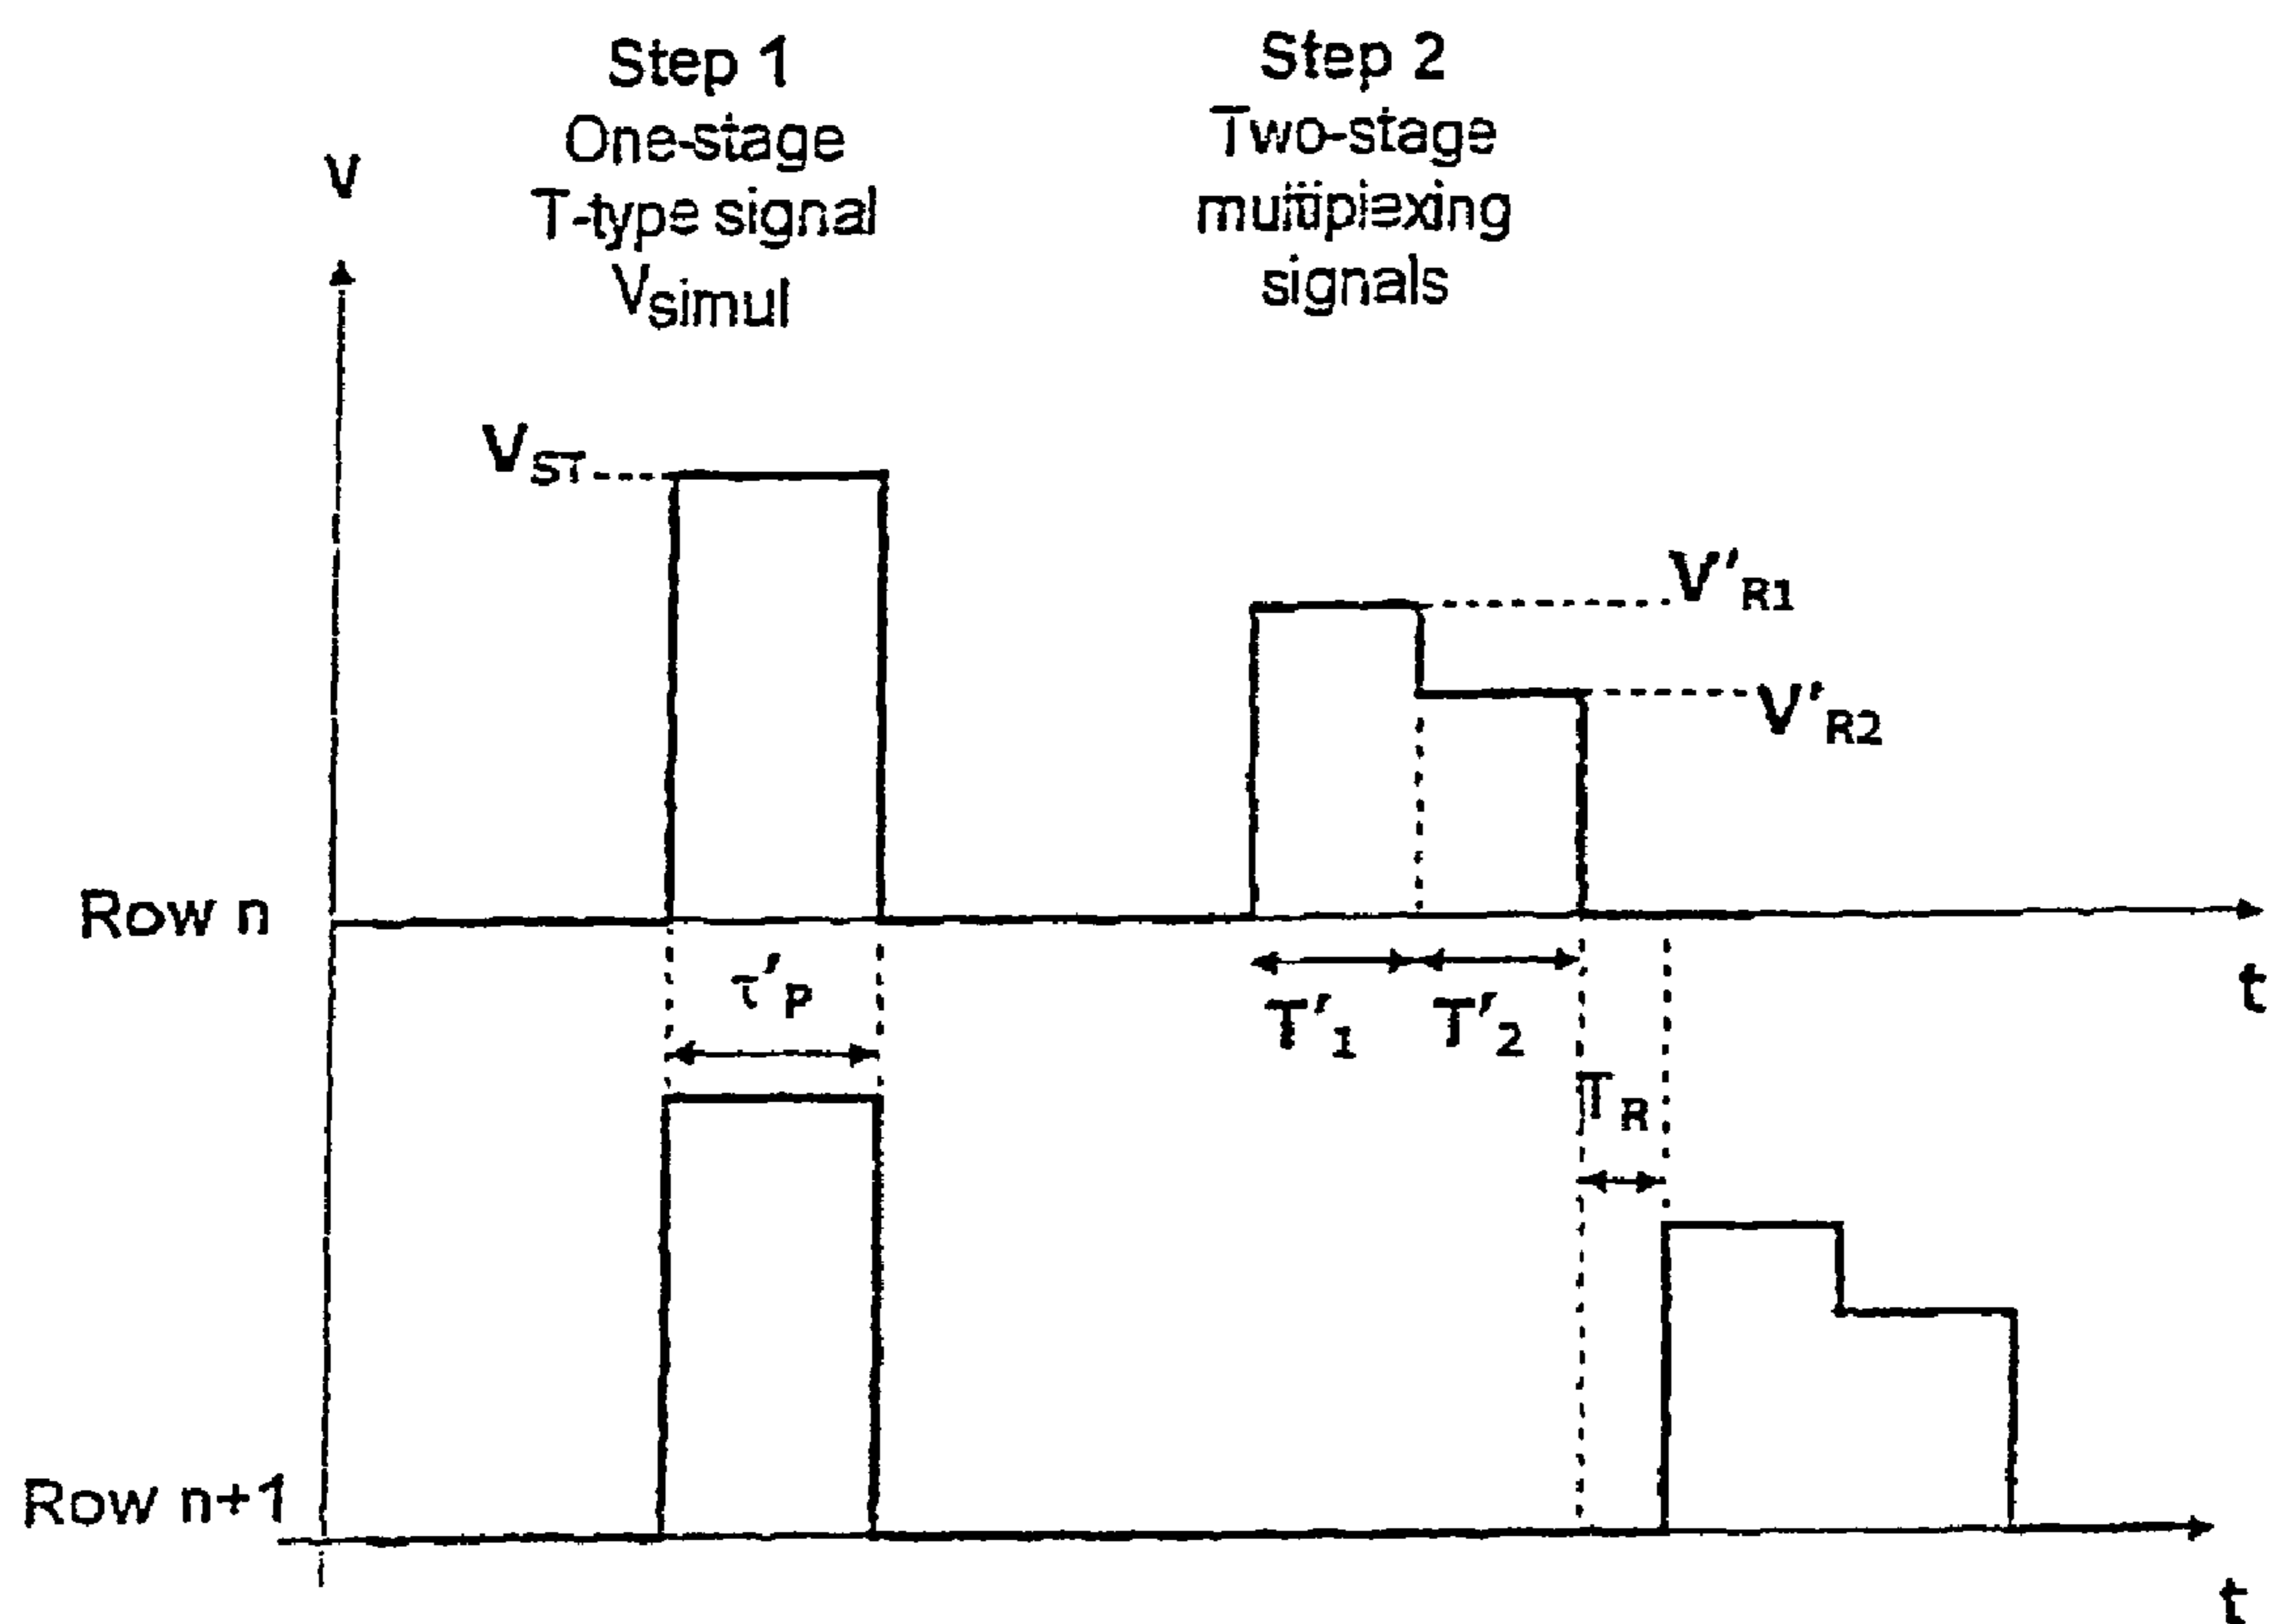 Step 1
One-stage
T-type signal
Vsimul
Step 2
Two-stage
multiplexing
signals
V
VST
V'R1
V'R2
Row n
t
τ'P
T'1
T'2
TR
Row n+1
t